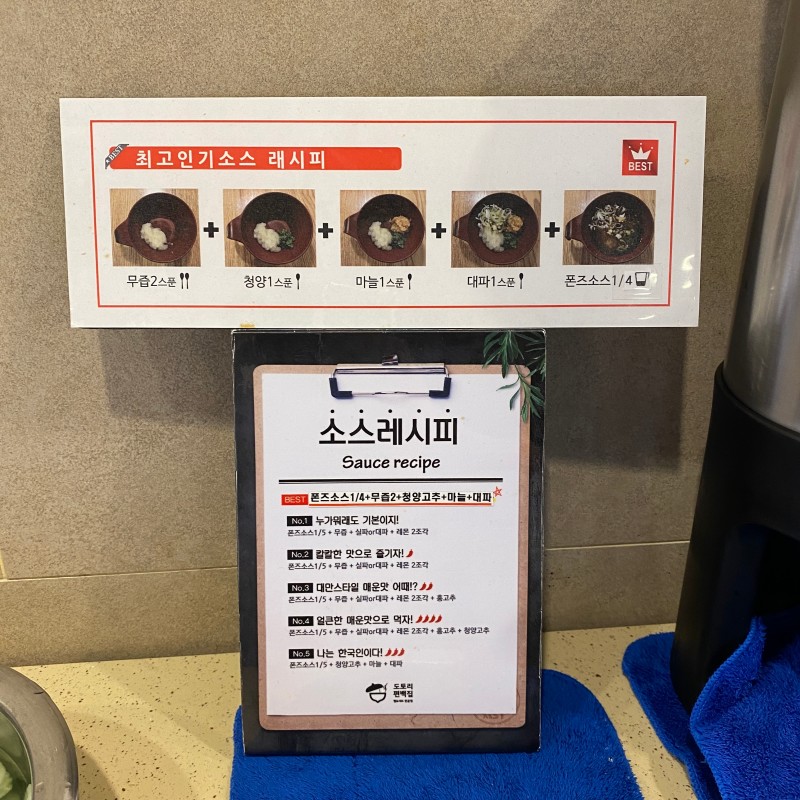 BEST 최고인기소스 래시피
BEST
무즙2스푼 + 청양1스푼 + 마늘1스푼 + 대파1스푼 + 폰즈소스1/4
소스레시피
Sauce recipe
BEST 폰즈소스1/4+무즙2+청양고추+마늘+대파
No.1 누가뭐래도 기본이지!
폰즈소스1/5 + 무즙 + 실파or대파 + 레몬 2조각
No.2 칼칼한 맛으로 즐기자!
폰즈소스1/5 + 무즙 + 실파or대파 + 레몬 2조각
No.3 대만스타일 매운맛 어때!?
폰즈소스1/5 + 무즙 + 실파or대파 + 레몬 2조각 + 홍고추
No.4 얼큰한 매운맛으로 먹자!
폰즈소스1/5 + 무즙 + 실파or대파 + 레몬 2조각 + 홍고추 + 청양고추
No.5 나는 한국인이다!
폰즈소스1/5 + 청양고추 + 마늘 + 대파
도토리
편백집